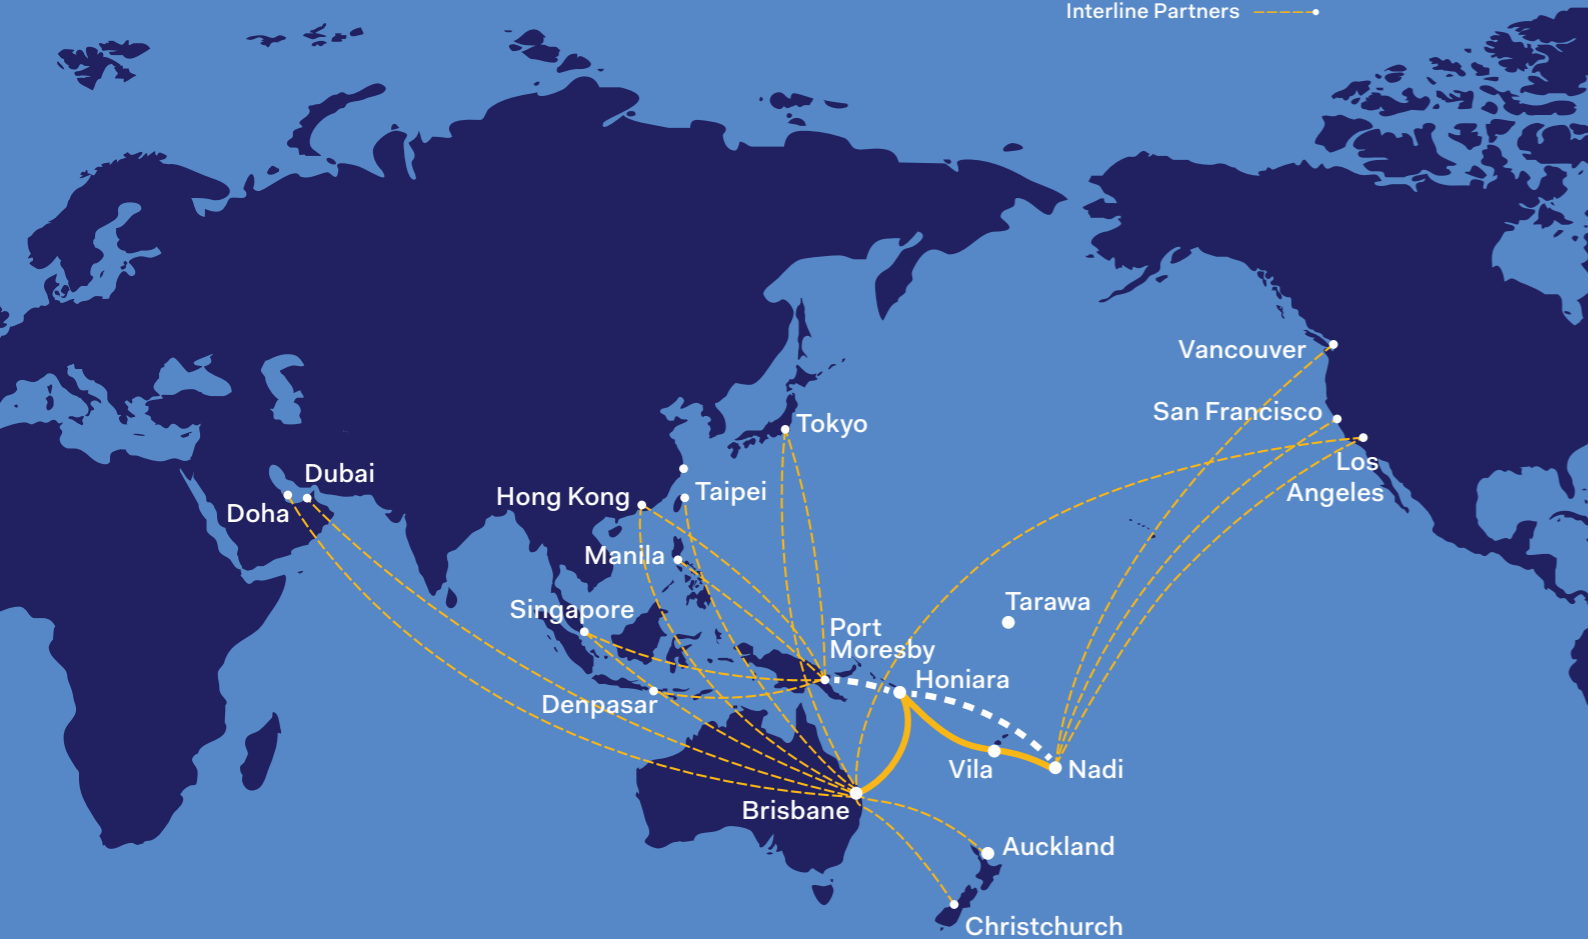 Interline Partners
Vancouver
San Francisco
Los
Angeles
Tokyo
Dubai
Doha
Hong Kong
Taipei
Manila
Singapore
Tarawa
Port
Moresby
Honiara
Denpasar
Vila
Nadi
Brisbane
Auckland
Christchurch